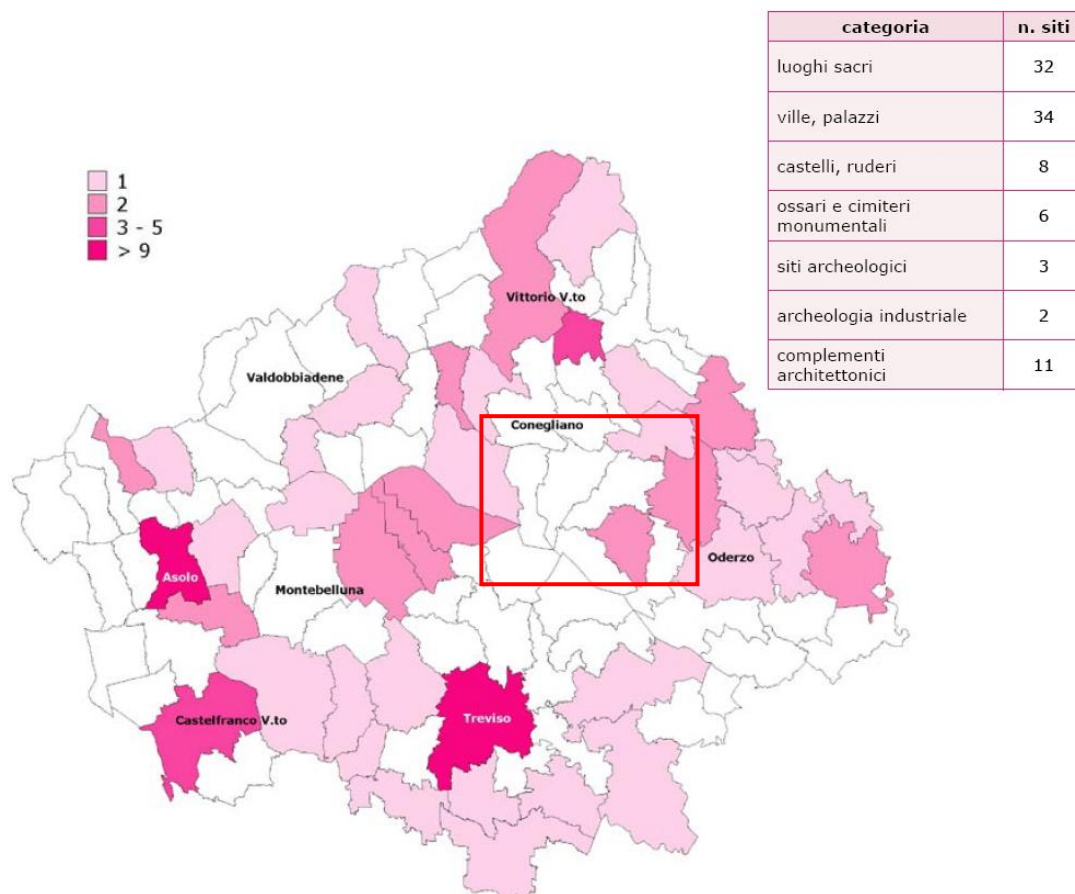 categoria n. siti
luoghi sacri 32
ville, palazzi 34
castelli, ruderi 8
ossari e cimiteri
monumentali 6
siti archeologici 3
archeologia industriale 2
complementi
architettonici 11
1
2
3 - 5
> 9
Vittorio V.to
Valdobbiadene
Conegliano
Oderzo
Asolo
Montebelluna
Castelfranco V.to
Treviso